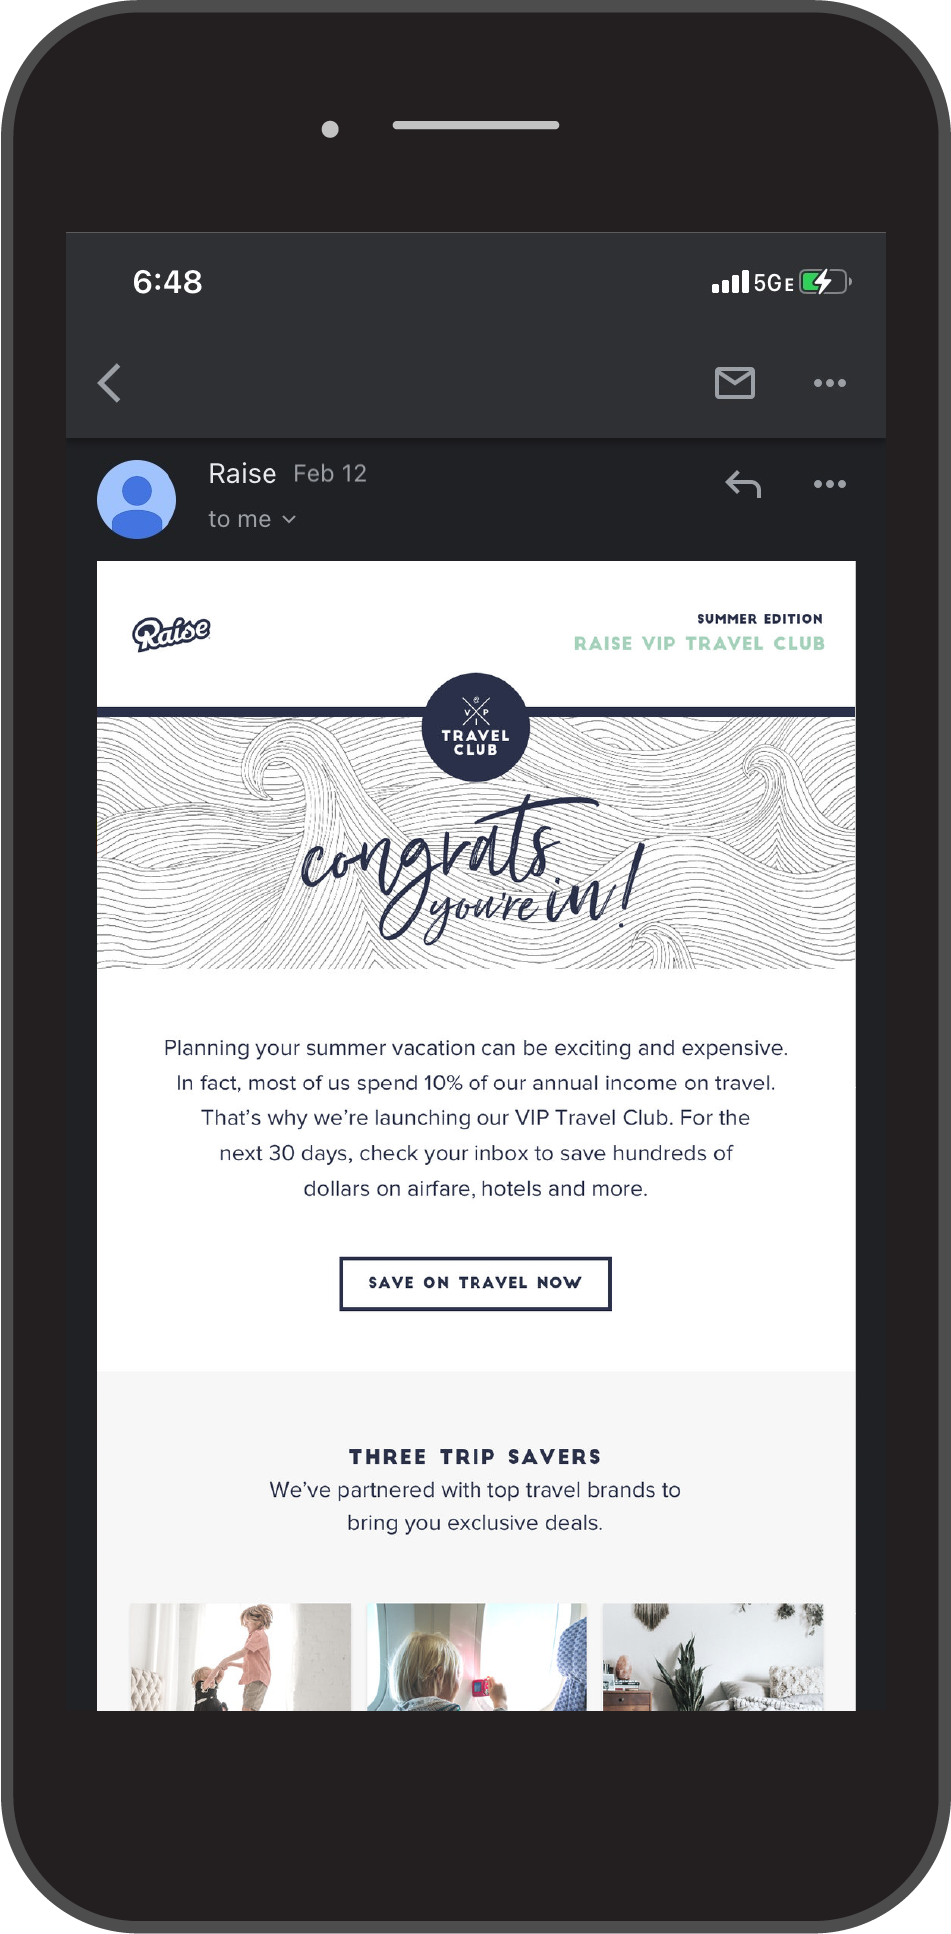 6:48
5GE
Raise Feb 12
to me
Raise
SUMMER EDITION
RAISE VIP TRAVEL CLUB
V P
I
TRAVEL
CLUB
congrats
you're in!
Planning your summer vacation can be exciting and expensive.
In fact, most of us spend 10% of our annual income on travel.
That's why we're launching our VIP Travel Club. For the
next 30 days, check your inbox to save hundreds of
dollars on airfare, hotels and more.
SAVE ON TRAVEL NOW
THREE TRIP SAVERS
We've partnered with top travel brands to
bring you exclusive deals.